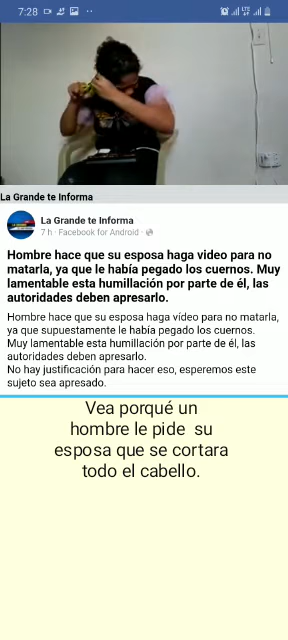 7:28
La Grande te Informa
La Grande te Informa
7 h · Facebook for Android ·
Hombre hace que su esposa haga video para no
matarla, ya que le había pegado los cuernos. Muy
lamentable esta humillación por parte de él, las
autoridades deben apresarlo.
Hombre hace que su esposa haga vídeo para no matarla,
ya que supuestamente le había pegado los cuernos.
Muy lamentable esta humillación por parte de él, las
autoridades deben apresarlo.
No hay justificación para hacer eso, esperemos este
sujeto sea apresado.
Vea porqué un
hombre le pide su
esposa que se cortara
todo el cabello.